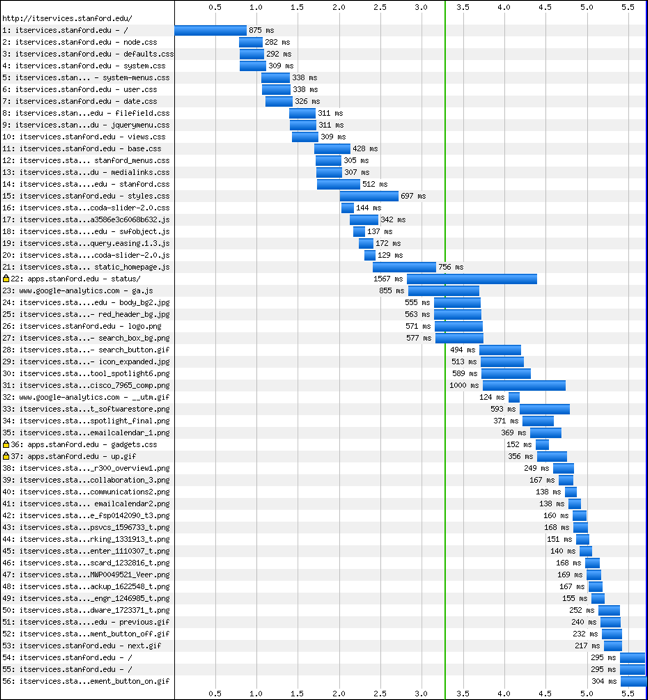 0.5 1.0 1.5 2.0 2.5 3.0 3.5 4.0 4.5 5.0 5.5
http://itservices.stanford.edu/
1: itservices.stanford.edu - / 875 ms
2: itservices.stanford.edu - node.css 282 ms
3: itservices.stanford.edu - defaults.css 292 ms
4: itservices.stanford.edu - system.css 309 ms
5: itservices.stan... - system-menus.css 338 ms
6: itservices.stanford.edu - user.css 338 ms
7: itservices.stanford.edu - date.css 326 ms
8: itservices.stan...edu - filefield.css 311 ms
9: itservices.stan...du - jquerymenu.css 311 ms
10: itservices.stanford.edu - views.css 309 ms
11: itservices.stanford.edu - base.css 428 ms
12: itservices.sta... stanford_menus.css 305 ms
13: itservices.sta...du - medialinks.css 307 ms
14: itservices.sta....edu - stanford.css 512 ms
15: itservices.stanford.edu - styles.css 697 ms
16: itservices.sta...coda-slider-2.0.css 144 ms
17: itservices.sta...a3586e3c6068b632.js 342 ms
18: itservices.sta....edu - swfobject.js 137 ms
19: itservices.sta...query.easing.1.3.js 172 ms
20: itservices.sta...coda-slider-2.0.js 129 ms
21: itservices.sta... static_homepage.js 756 ms
22: apps.stanford.edu - status/ 1567 ms
23: www.google-analytics.com - ga.js 855 ms
24: itservices.sta....edu - body_bg2.jpg 555 ms
25: itservices.sta...- red_header_bg.jpg 563 ms
26: itservices.stanford.edu - logo.png 571 ms
27: itservices.sta...- search_box_bg.png 577 ms
28: itservices.sta...- search_button.gif 494 ms
29: itservices.sta...- icon_expanded.jpg 513 ms
30: itservices.sta...tool_spotlight6.png 589 ms
31: itservices.sta...cisco_7965_comp.png 1000 ms
32: www.google-analytics.com - __utm.gif 124 ms
33: itservices.sta...t_softwarestore.png 593 ms
34: itservices.sta...spotlight_final.png 371 ms
35: itservices.sta...emailcalendar_1.png 369 ms
36: apps.stanford.edu - gadgets.css 152 ms
37: apps.stanford.edu - up.gif 356 ms
38: itservices.sta..._r300_overview1.png 249 ms
39: itservices.sta...collaboration_3.png 167 ms
40: itservices.sta...communications2.png 138 ms
41: itservices.sta... emailcalendar2.png 138 ms
42: itservices.sta...e_fsp0142090_t3.png 160 ms
43: itservices.sta...psvcs_1596733_t.png 168 ms
44: itservices.sta...rking_1331913_t.png 151 ms
45: itservices.sta...enter_1110307_t.png 140 ms
46: itservices.sta...scard_1232816_t.png 168 ms
47: itservices.sta...MWP0049521_Veer.png 169 ms
48: itservices.sta...ackup_1622548_t.png 167 ms
49: itservices.sta..._engr_1246985_t.png 155 ms
50: itservices.sta...dware_1723371_t.png 252 ms
51: itservices.sta....edu - previous.gif 240 ms
52: itservices.sta...ment_button_off.gif 232 ms
53: itservices.stanford.edu - next.gif 217 ms
54: itservices.stanford.edu - / 295 ms
55: itservices.stanford.edu - / 295 ms
56: itservices.sta...ement_button_on.gif 304 ms
0.5 1.0 1.5 2.0 2.5 3.0 3.5 4.0 4.5 5.0 5.5